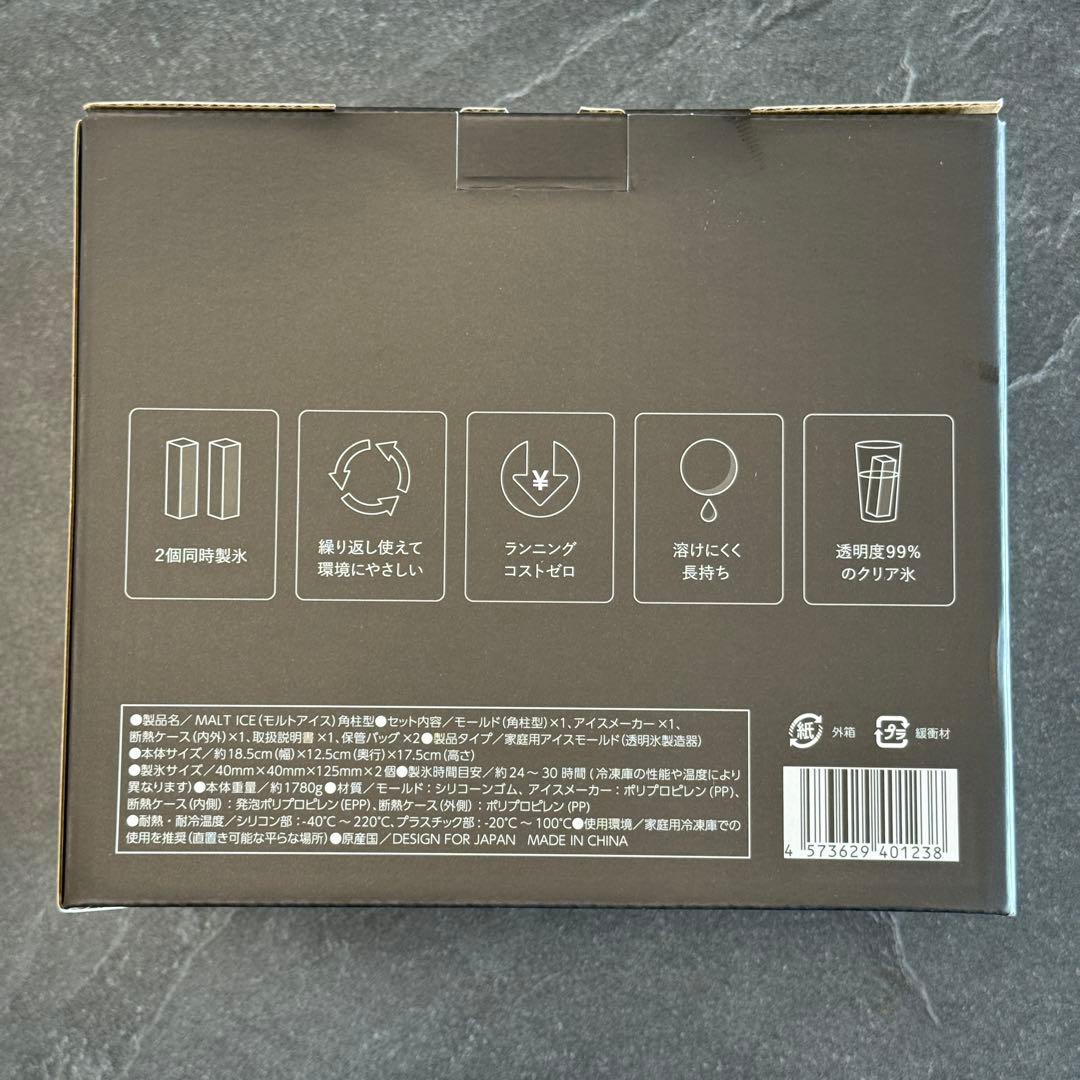 2個同時製氷
繰り返し使えて
環境にやさしい
¥
ランニング
コストゼロ
溶けにくく
長持ち
透明度99%
のクリア氷
●製品名／MALT ICE（モルトアイス）角柱型●セット内容／モールド（角柱型）×1、アイスメーカー×1、
断熱ケース（内外）×1、取扱説明書×1、保管バッグ×2●製品タイプ／家庭用アイスモールド（透明氷製造器）
●本体サイズ／約18.5cm（幅）×12.5cm（奥行）×17.5cm（高さ）
●製氷サイズ／40mm×40mm×125mm×2個●製氷時間目安／約24～30時間（冷凍庫の性能や温度により
異なります）●本体重量／約1780g●材質／モールド：シリコーンゴム、アイスメーカー：ポリプロピレン（PP）、
断熱ケース（内側）：発泡ポリプロピレン（EPP）、断熱ケース（外側）：ポリプロピレン（PP）
●耐熱・耐冷温度／シリコン部：-40℃～220℃、プラスチック部：-20℃～100℃●使用環境／家庭用冷凍庫での
使用を推奨（直置き可能な平らな場所）●原産国／DESIGN FOR JAPAN　MADE IN CHINA
紙 外箱 プラ 緩衝材
4 573629 401238